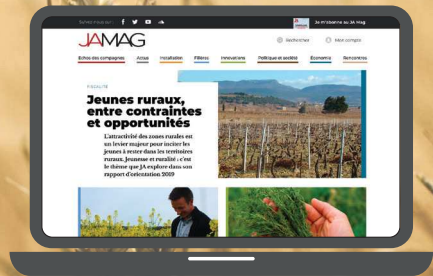 Suivez-nous sur :
Je m'abonne au JA Mag
JAMAG
Rechercher
Mon compte
Echos des campagnes
Actus
Installation
Filières
Innovations
Politique et société
Economie
Rencontres
FISCALITÉ
Jeunes ruraux,
entre contraintes
et opportunités
L'attractivité des zones rurales est
un levier majeur pour inciter les
jeunes à rester dans les territoires
ruraux. Jeunesse et ruralité : c'est
le thème que JA explore dans son
rapport d'orientation 2019